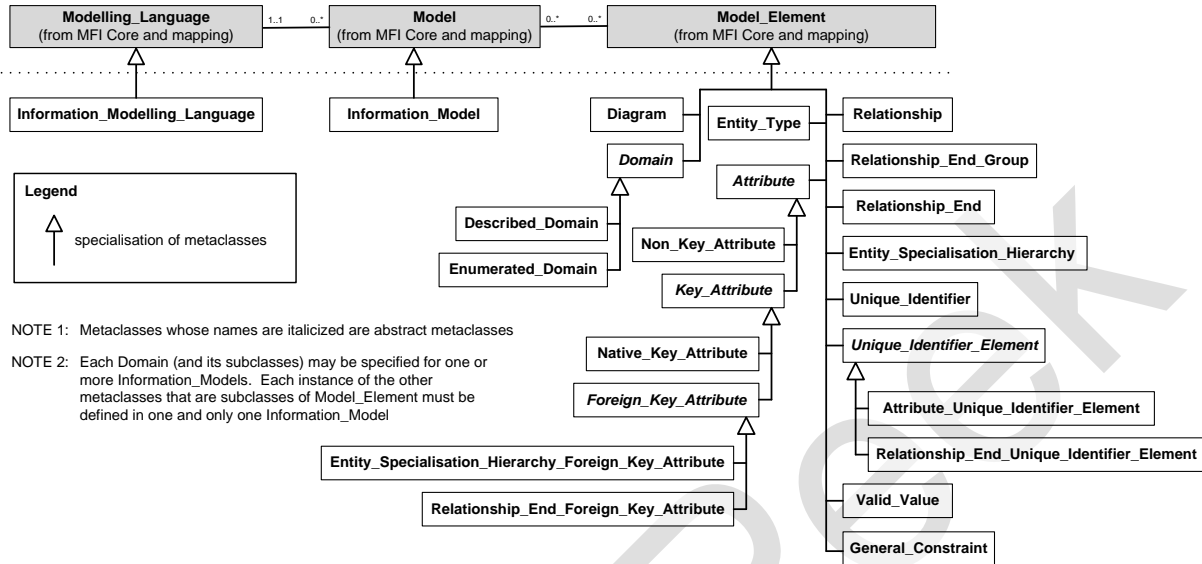 Modelling_Language
(from MFI Core and mapping)
1..1
0..*
Model
(from MFI Core and mapping)
0..*
0..*
Model_Element
(from MFI Core and mapping)
Information_Modelling_Language
Information_Model
Diagram
Entity_Type
Relationship
Domain
Attribute
Relationship_End_Group
Relationship_End
Described_Domain
Non_Key_Attribute
Entity_Specialisation_Hierarchy
Enumerated_Domain
Key_Attribute
Unique_Identifier
Legend
specialisation of metaclasses
NOTE 1: Metaclasses whose names are italicized are abstract metaclasses
NOTE 2: Each Domain (and its subclasses) may be specified for one or
more Information_Models. Each instance of the other
metaclasses that are subclasses of Model_Element must be
defined in one and only one Information_Model
Native_Key_Attribute
Unique_Identifier_Element
Foreign_Key_Attribute
Attribute_Unique_Identifier_Element
Entity_Specialisation_Hierarchy_Foreign_Key_Attribute
Relationship_End_Unique_Identifier_Element
Relationship_End_Foreign_Key_Attribute
Valid_Value
General_Constraint
eek